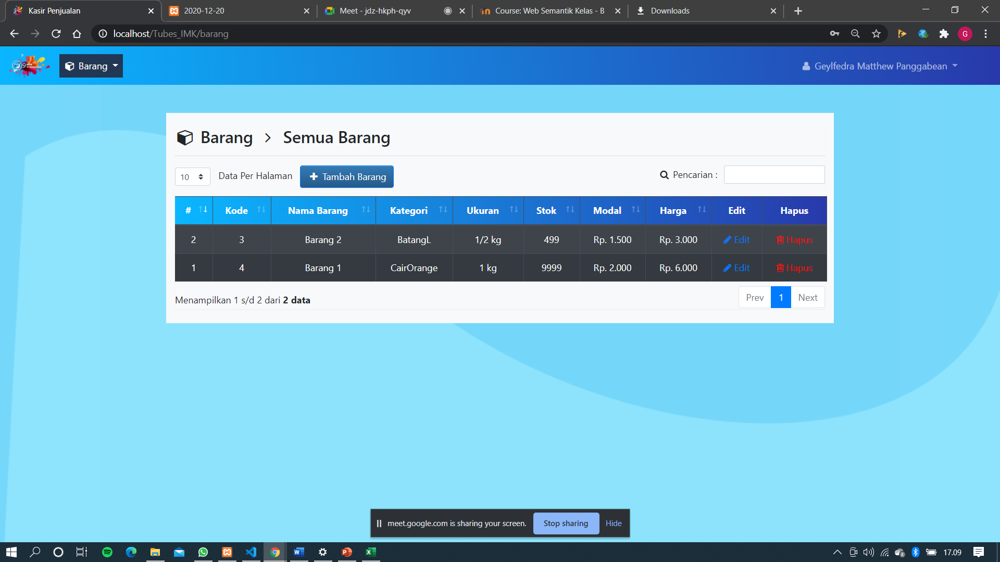 Kasir Penjualan
2020-12-20
Meet - jdz-hkph-qyv
Course: Web Semantik Kelas - B
Downloads
localhost/Tubes_IMK/barang
G
Barang
Geylfedra Matthew Panggabean
Barang > Semua Barang
10 Data Per Halaman
Tambah Barang
Pencarian :
# Kode Nama Barang Kategori Ukuran Stok Modal Harga Edit Hapus
2 3 Barang 2 BatangL 1/2 kg 499 Rp. 1.500 Rp. 3.000 Edit Hapus
1 4 Barang 1 CairOrange 1 kg 9999 Rp. 2.000 Rp. 6.000 Edit Hapus
Menampilkan 1 s/d 2 dari 2 data
Prev 1 Next
meet.google.com is sharing your screen.
Stop sharing
Hide
17.09